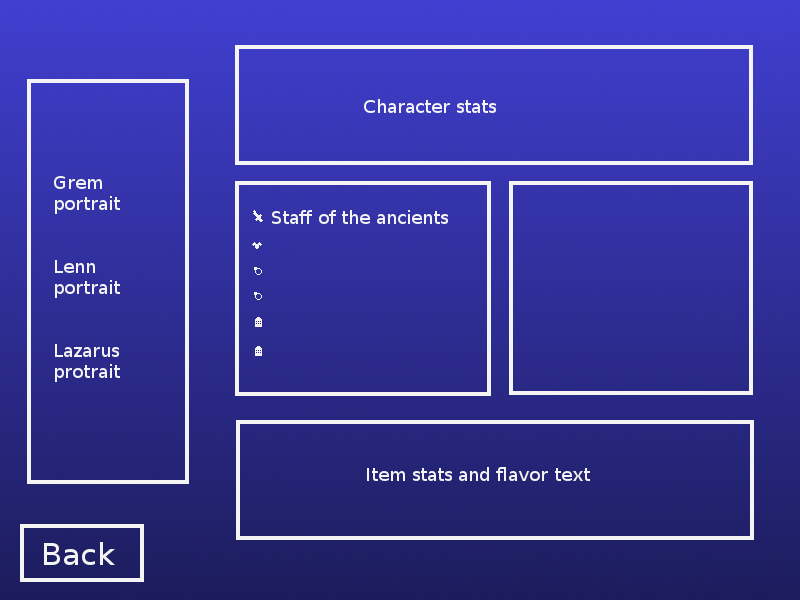 Character stats
Grem
portrait
Lenn
portrait
Lazarus
protrait
Staff of the ancients
Item stats and flavor text
Back